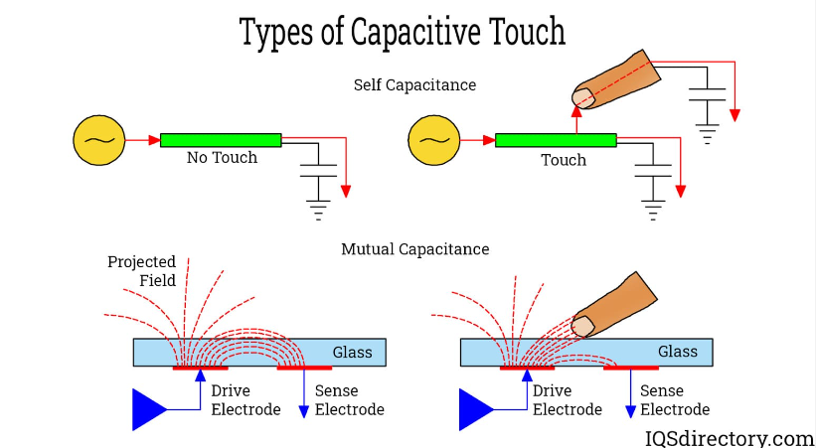 Types of Capacitive Touch
Self Capacitance
No Touch
Touch
Mutual Capacitance
Projected
Field
Glass
Drive
Electrode
Sense
Electrode
Glass
Drive
Electrode
Sense
Electrode
IQSdirectory.com